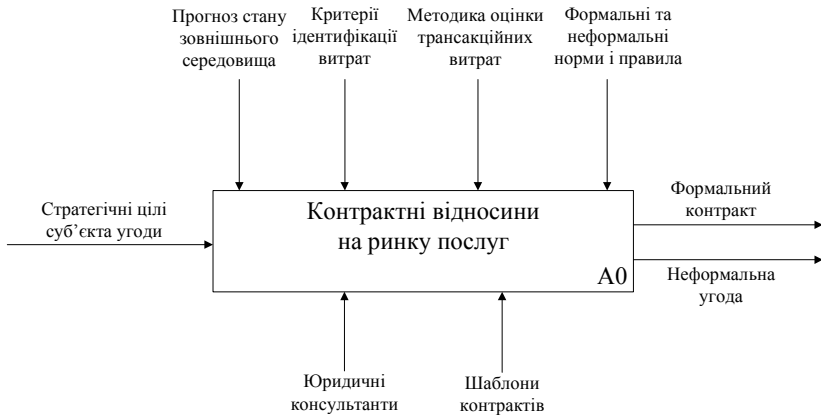 Прогноз стану
зовнішнього
середовища
Критерії
ідентифікації
витрат
Методика оцінки
трансакційних
витрат
Формальні та
неформальні
норми і правила
Стратегічні цілі
суб’єкта угоди
Контрактні відносини
на ринку послуг
А0
Формальний
контракт
Неформальна
угода
Юридичні
консультанти
Шаблони
контрактів